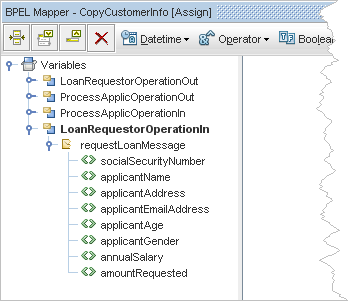 BPEL Mapper - CopyCustomerInfo [Assign]
Datetime Operator Boolea
Variables
LoanRequestorOperationOut
ProcessApplicOperationOut
ProcessApplicOperationIn
LoanRequestorOperationIn
requestLoanMessage
socialSecurityNumber
applicantName
applicantAddress
applicantEmailAddress
applicantAge
applicantGender
annualSalary
amountRequested